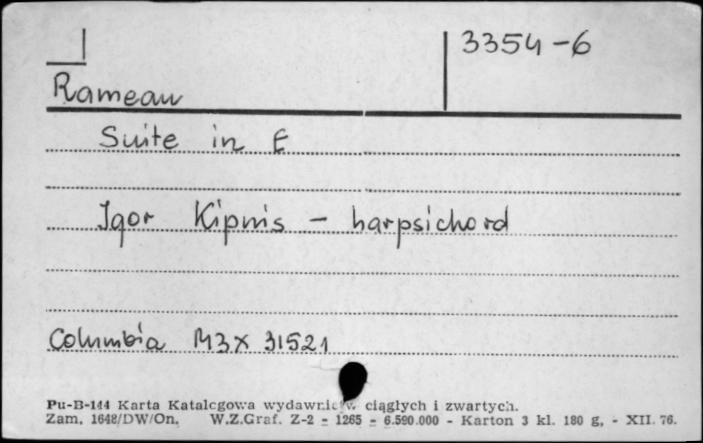 3354-6
Rameau
Suite in E
Igor Kipnis - harpsichord
Columbia M3X 31521
Pu-B-144 Karta Katalogowa wydawnictw ciągłych i zwartych.
Zam. 1648/DW/On. W.Z.Graf. Z-2 - 1265 - 6.590.000 - Karton 3 kl. 180 g. - XII. 76.